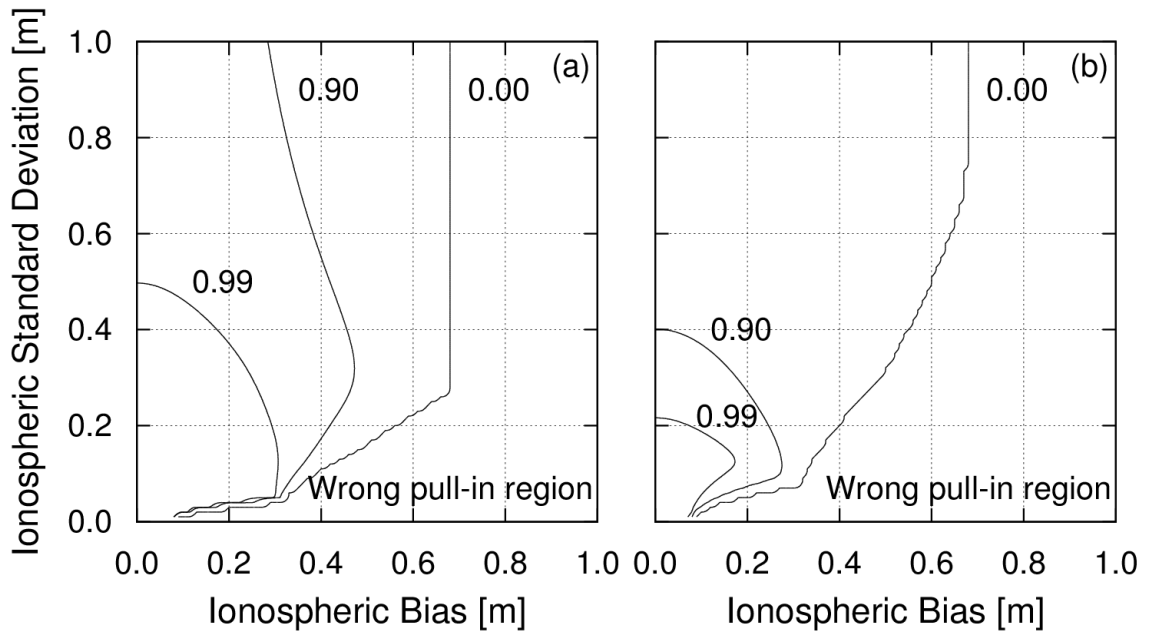 Ionospheric Standard Deviation [m]
1.0
0.8
0.6
0.4
0.2
0.0
(a)
0.90
0.00
0.99
Wrong pull-in region
0.0 0.2 0.4 0.6 0.8 1.0
Ionospheric Bias [m]
(b)
0.00
0.90
0.99
Wrong pull-in region
0.0 0.2 0.4 0.6 0.8 1.0
Ionospheric Bias [m]